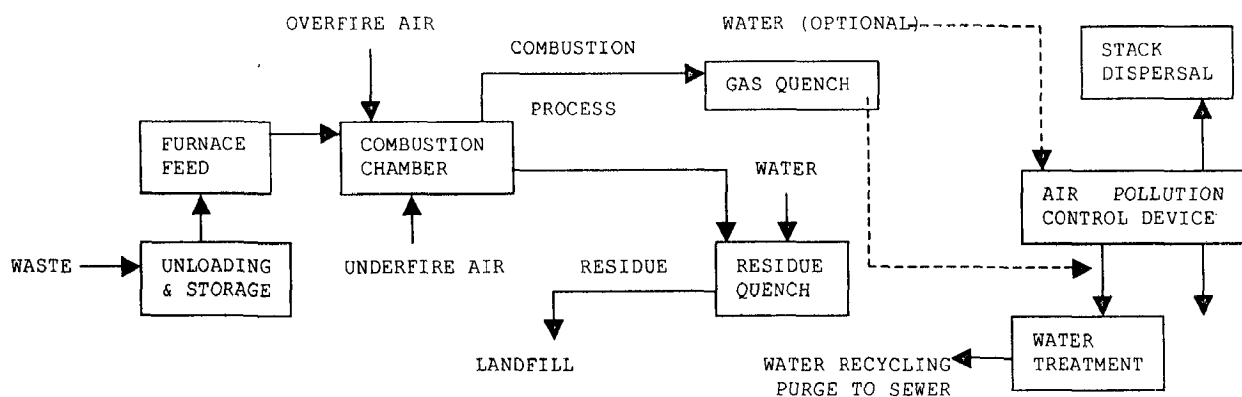 OVERFIRE AIR
WATER (OPTIONAL)
STACK
DISPERSAL
COMBUSTION
GAS QUENCH
PROCESS
FURNACE
FEED
COMBUSTION
CHAMBER
WATER
AIR POLLUTION
CONTROL DEVICE
WASTE
UNLOADING
& STORAGE
UNDERFIRE AIR
RESIDUE
RESIDUE
QUENCH
LANDFILL
WATER
TREATMENT
WATER RECYCLING
PURGE TO SEWER